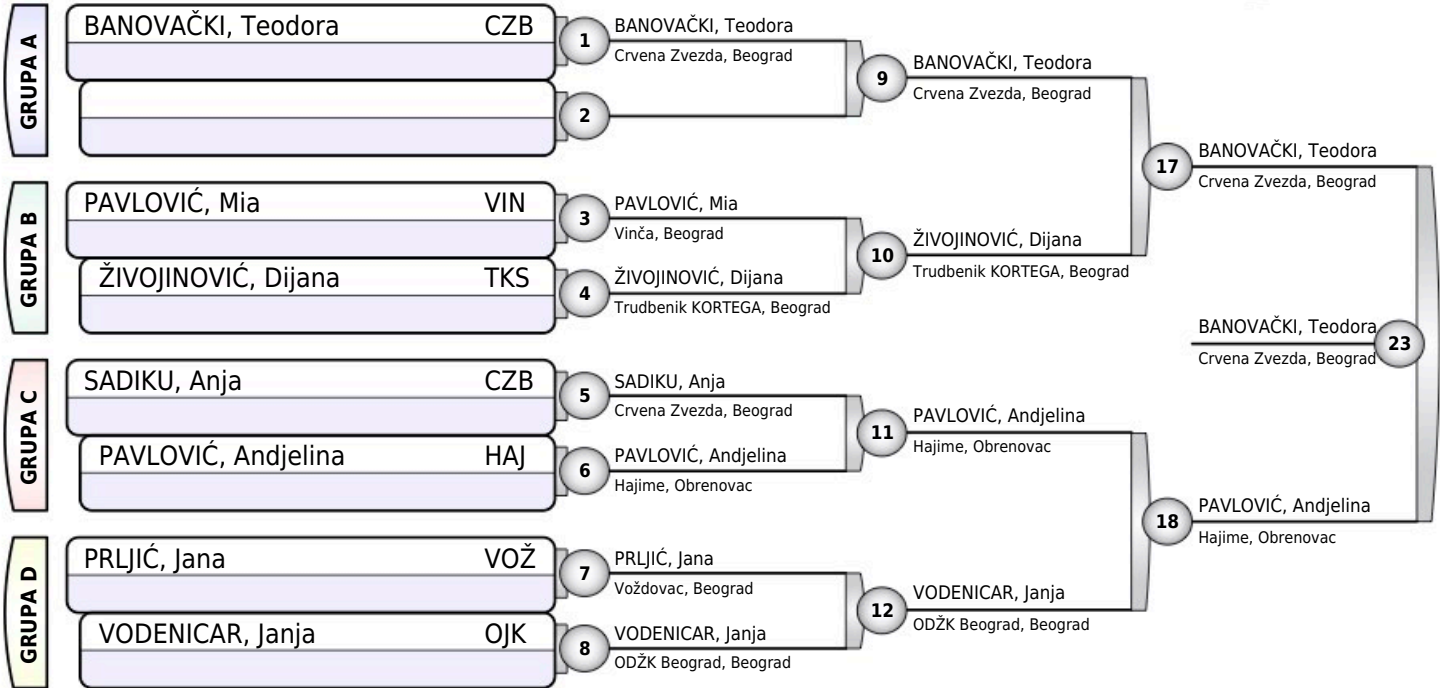 GRUPA A
BANOVAČKI, Teodora CZB
1
2
BANOVAČKI, Teodora
Crvena Zvezda, Beograd
9
BANOVAČKI, Teodora
Crvena Zvezda, Beograd
GRUPA B
PAVLOVIĆ, Mia VIN
ŽIVOJINOVIĆ, Dijana TKS
3
PAVLOVIĆ, Mia
Vinča, Beograd
4
ŽIVOJINOVIĆ, Dijana
Trudbenik KORTEGA, Beograd
10
ŽIVOJINOVIĆ, Dijana
Trudbenik KORTEGA, Beograd
17
BANOVAČKI, Teodora
Crvena Zvezda, Beograd
GRUPA C
SADIKU, Anja CZB
PAVLOVIĆ, Andjelina HAJ
5
SADIKU, Anja
Crvena Zvezda, Beograd
6
PAVLOVIĆ, Andjelina
Hajime, Obrenovac
11
PAVLOVIĆ, Andjelina
Hajime, Obrenovac
GRUPA D
PRLJIĆ, Jana VOŽ
VODENICAR, Janja OJK
7
PRLJIĆ, Jana
Voždovac, Beograd
8
VODENICAR, Janja
ODŽK Beograd, Beograd
12
VODENICAR, Janja
ODŽK Beograd, Beograd
18
PAVLOVIĆ, Andjelina
Hajime, Obrenovac
BANOVAČKI, Teodora
Crvena Zvezda, Beograd
23